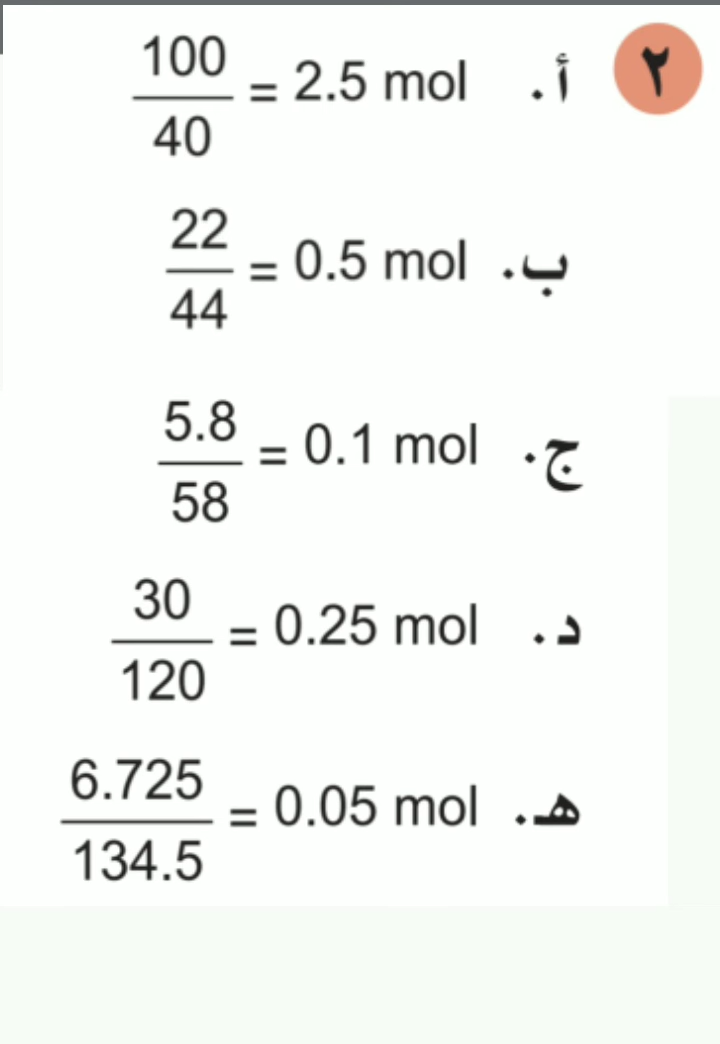 ٢ أ. 100/40 = 2.5 mol
ب. 22/44 = 0.5 mol
ج. 5.8/58 = 0.1 mol
د. 30/120 = 0.25 mol
هـ. 6.725/134.5 = 0.05 mol